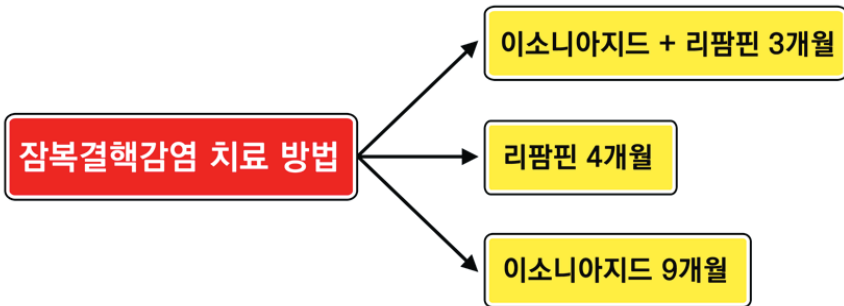 이소니아지드 + 리팜핀 3개월
잠복결핵감염 치료 방법
리팜핀 4개월
이소니아지드 9개월